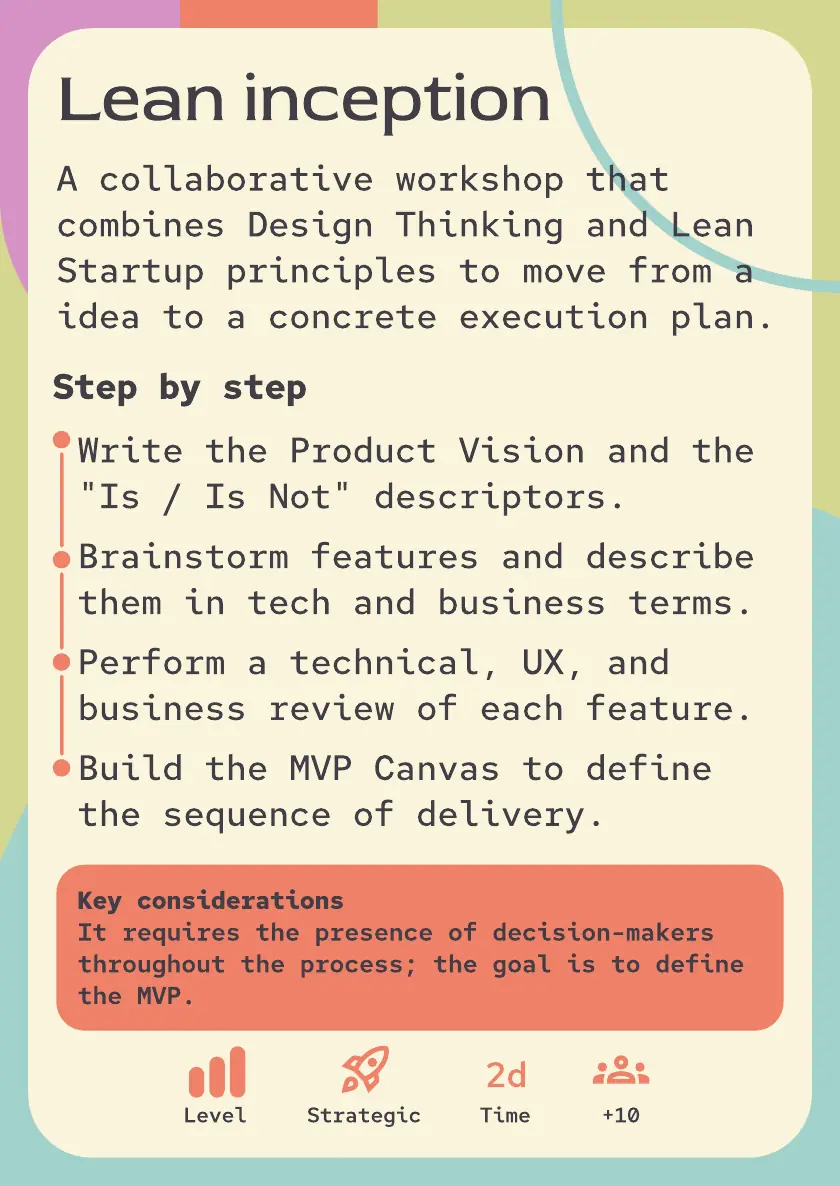 Lean inception
A collaborative workshop that
combines Design Thinking and Lean
Startup principles to move from a
idea to a concrete execution plan.
Step by step
Write the Product Vision and the
"Is / Is Not" descriptors.
Brainstorm features and describe
them in tech and business terms.
Perform a technical, UX, and
business review of each feature.
Build the MVP Canvas to define
the sequence of delivery.
Key considerations
It requires the presence of decision-makers
throughout the process; the goal is to define
the MVP.
2d
Level Strategic Time +10